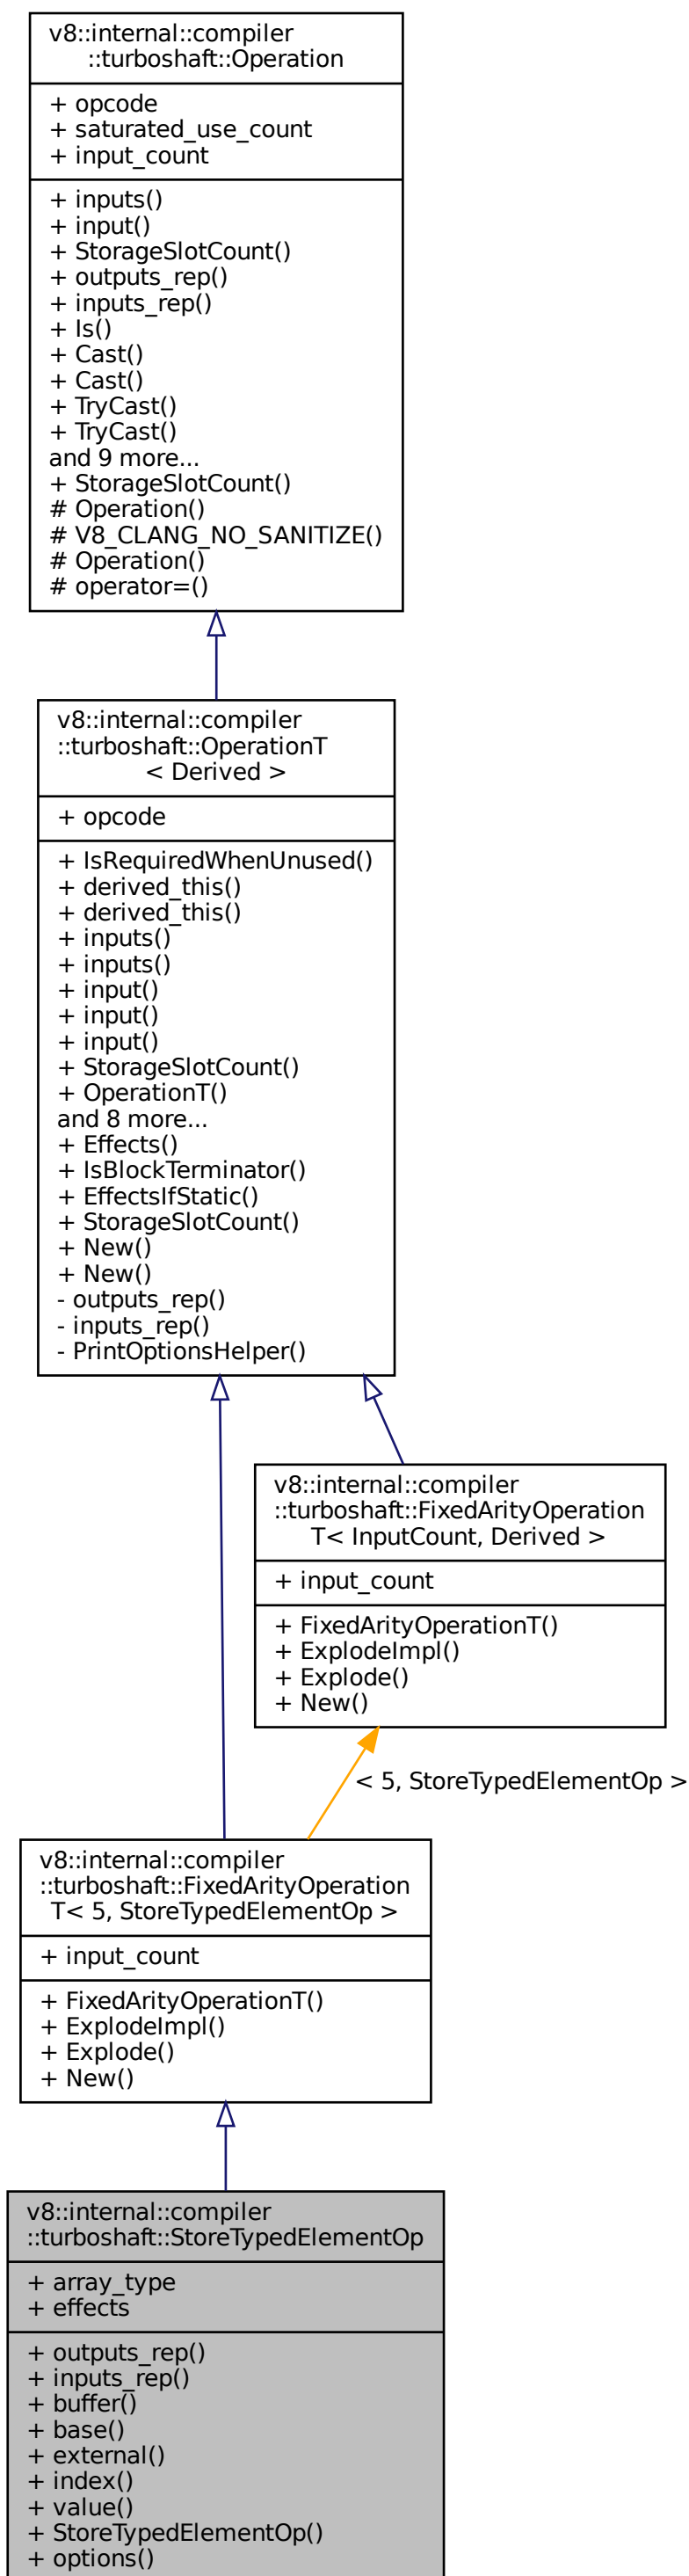 v8::internal::compiler
::turboshaft::Operation
+ opcode
+ saturated_use_count
+ input_count
+ inputs()
+ input()
+ StorageSlotCount()
+ outputs_rep()
+ inputs_rep()
+ Is()
+ Cast()
+ Cast()
+ TryCast()
+ TryCast()
and 9 more...
+ StorageSlotCount()
# Operation()
# V8_CLANG_NO_SANITIZE()
# Operation()
# operator=()
v8::internal::compiler
::turboshaft::OperationT
< Derived >
+ opcode
+ IsRequiredWhenUnused()
+ derived_this()
+ derived_this()
+ inputs()
+ inputs()
+ input()
+ input()
+ input()
+ StorageSlotCount()
+ OperationT()
and 8 more...
+ Effects()
+ IsBlockTerminator()
+ EffectsIfStatic()
+ StorageSlotCount()
+ New()
+ New()
- outputs_rep()
- inputs_rep()
- PrintOptionsHelper()
v8::internal::compiler
::turboshaft::FixedArityOperation
T< InputCount, Derived >
+ input_count
+ FixedArityOperationT()
+ ExplodeImpl()
+ Explode()
+ New()
< 5, StoreTypedElementOp >
v8::internal::compiler
::turboshaft::FixedArityOperation
T< 5, StoreTypedElementOp >
+ input_count
+ FixedArityOperationT()
+ ExplodeImpl()
+ Explode()
+ New()
v8::internal::compiler
::turboshaft::StoreTypedElementOp
+ array_type
+ effects
+ outputs_rep()
+ inputs_rep()
+ buffer()
+ base()
+ external()
+ index()
+ value()
+ StoreTypedElementOp()
+ options()